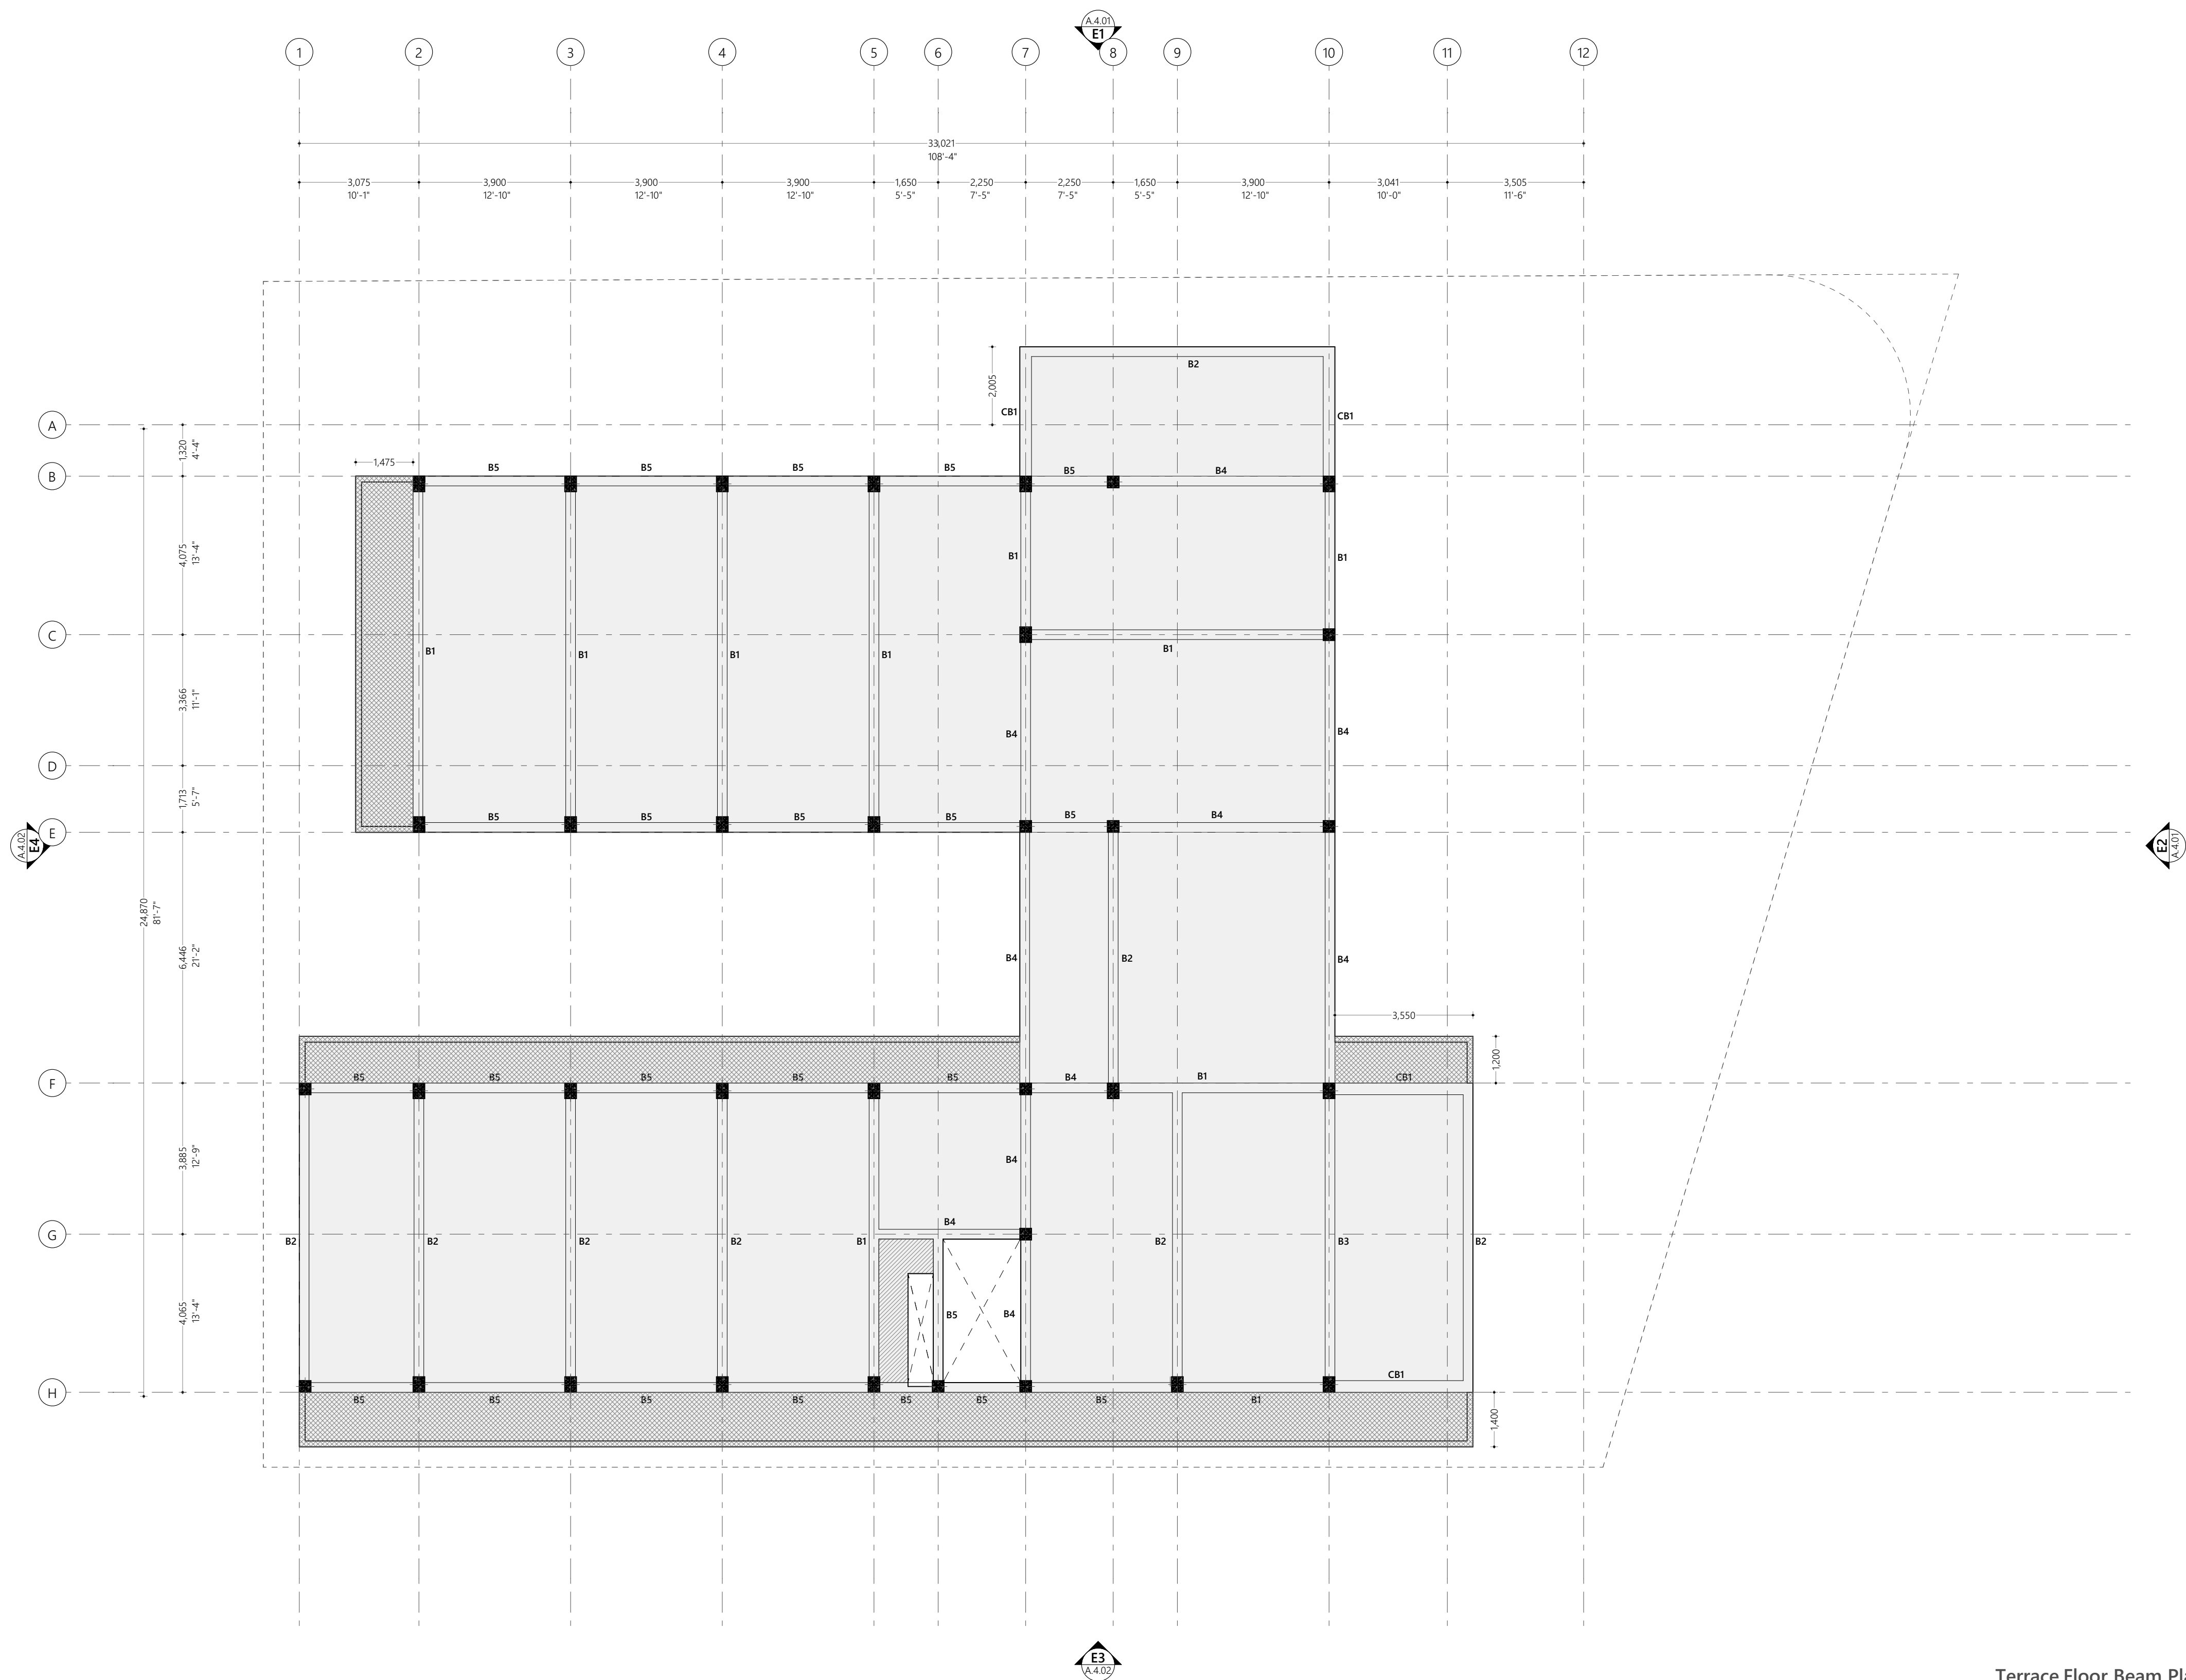 A.4.01
E1
1 2 3 4 5 6 7 8 9 10 11 12
33,021
108'-4"
3,075 3,900 3,900 3,900 1,650 2,250 2,250 1,650 3,900 3,041 3,505
10'-1" 12'-10" 12'-10" 12'-10" 5'-5" 7'-5" 7'-5" 5'-5" 12'-10" 10'-0" 11'-6"
B2
2,005
CB1 CB1
A
1,320
4'-4"
1,475
B5 B5 B5 B5 B5 B4
B
4,075
13'-4"
B1 B1
C
B1 B1 B1 B1 B1
3,366
11'-1"
B4 B4
D
1,713
5'-7"
B5 B5 B5 B5 B5 B4
E
A.4.02
E4
E2
A.4.01
24,870
81'-7"
6,446
21'-2"
B4 B2 B4
3,550
1,200
F
B5 B5 B5 B5 B5 B4 B1 CB1
3,885
12'-9"
B4
B4
G
B2 B2 B2 B2 B1 B2 B3 B2
4,065
13'-4"
B5 B4
CB1
H
B5 B5 B5 B5 B5 B5 B5 B1
1,400
E3
A.4.02
Terrace Floor Beam Pla